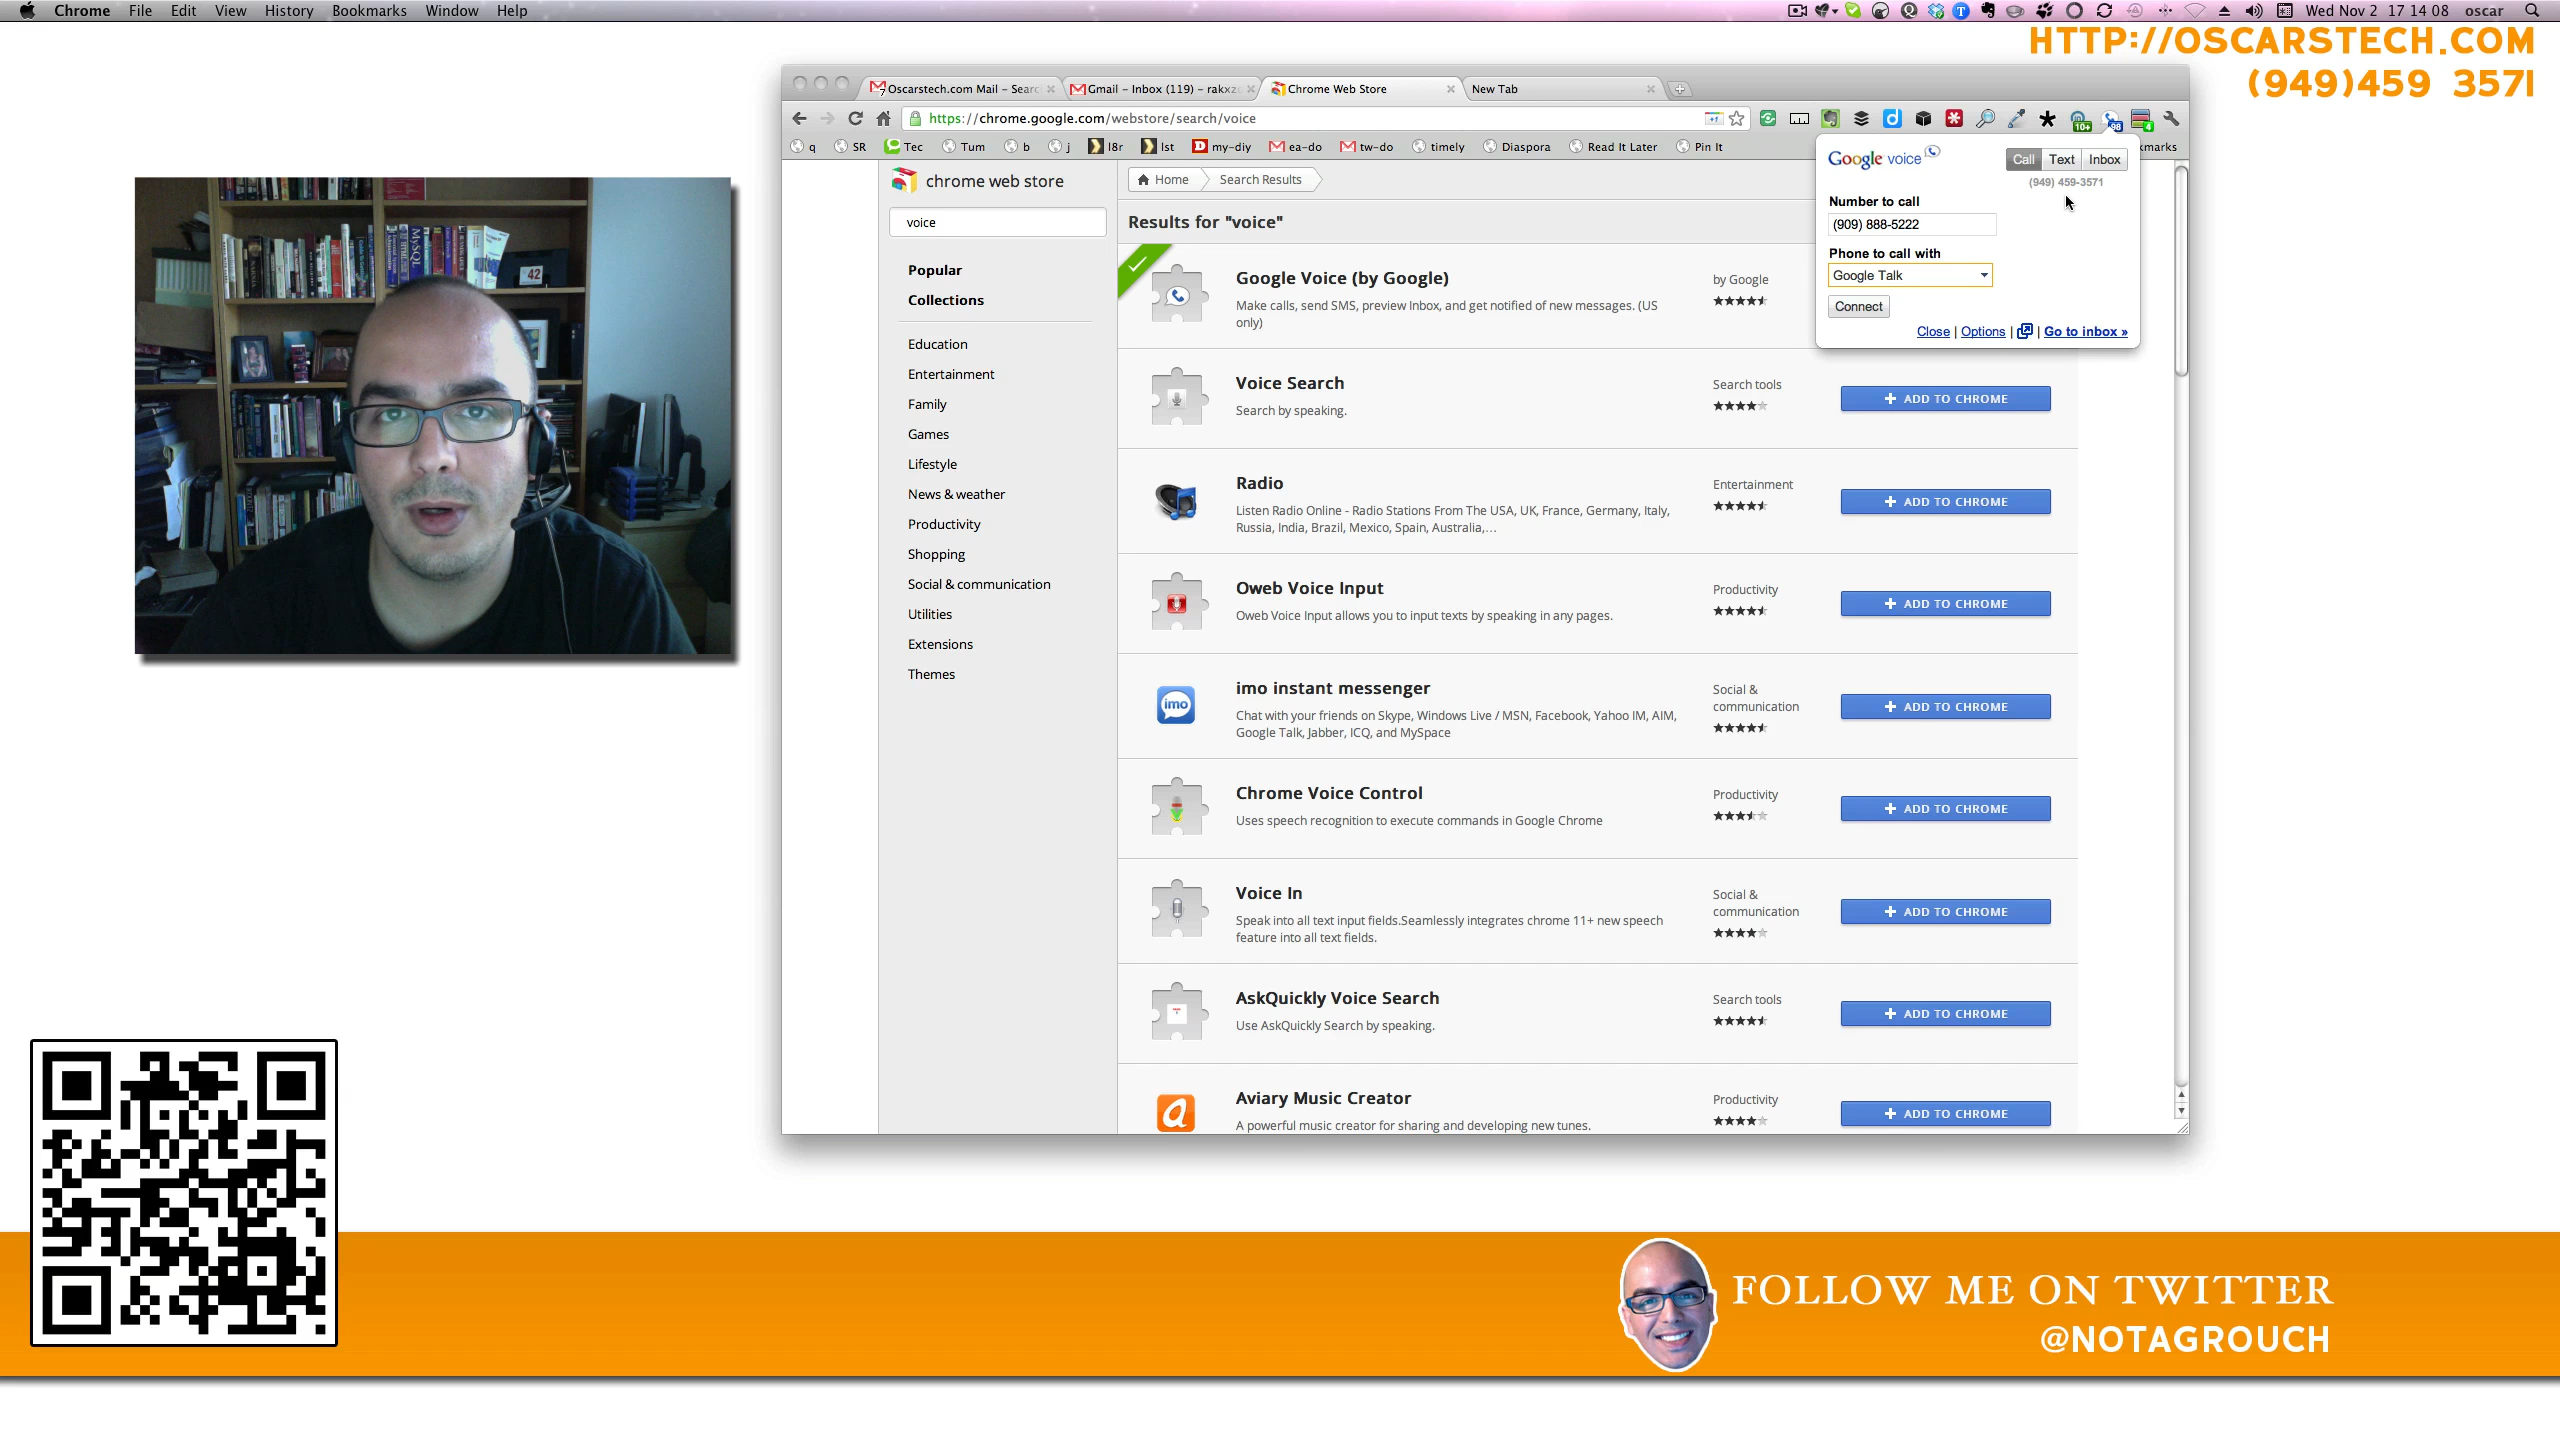 Chrome File Edit View History Bookmarks Window Help
Wed Nov 2 17 14 08 oscar
HTTP://OSCARSTECH.COM
(949)459 3571
Oscarstech.com Mail – Searc
Gmail – Inbox (119) – rakxzo
Chrome Web Store
New Tab
https://chrome.google.com/webstore/search/voice
10+
98
4
q SR Tec Tum b j l8r lst my-diy ea-do tw-do timely Diaspora Read It Later Pin It
kmarks
Google voice
Call Text Inbox
(949) 459-3571
Number to call
(909) 888-5222
Phone to call with
Google Talk
Connect
Close | Options | | Go to inbox »
chrome web store
Home Search Results
voice
Results for "voice"
Popular
Collections
Education
Entertainment
Family
Games
Lifestyle
News & weather
Productivity
Shopping
Social & communication
Utilities
Extensions
Themes
Google Voice (by Google)
Make calls, send SMS, preview Inbox, and get notified of new messages. (US
only)
by Google
Voice Search
Search by speaking.
Search tools
ADD TO CHROME
Radio
Listen Radio Online - Radio Stations From The USA, UK, France, Germany, Italy,
Russia, India, Brazil, Mexico, Spain, Australia,...
Entertainment
ADD TO CHROME
Oweb Voice Input
Oweb Voice Input allows you to input texts by speaking in any pages.
Productivity
ADD TO CHROME
imo
imo instant messenger
Chat with your friends on Skype, Windows Live / MSN, Facebook, Yahoo IM, AIM,
Google Talk, Jabber, ICQ, and MySpace
Social &
communication
ADD TO CHROME
Chrome Voice Control
Uses speech recognition to execute commands in Google Chrome
Productivity
ADD TO CHROME
Voice In
Speak into all text input fields.Seamlessly integrates chrome 11+ new speech
feature into all text fields.
Social &
communication
ADD TO CHROME
AskQuickly Voice Search
Use AskQuickly Search by speaking.
Search tools
ADD TO CHROME
Aviary Music Creator
A powerful music creator for sharing and developing new tunes.
Productivity
ADD TO CHROME
42
MySQL
FOLLOW ME ON TWITTER
@NOTAGROUCH